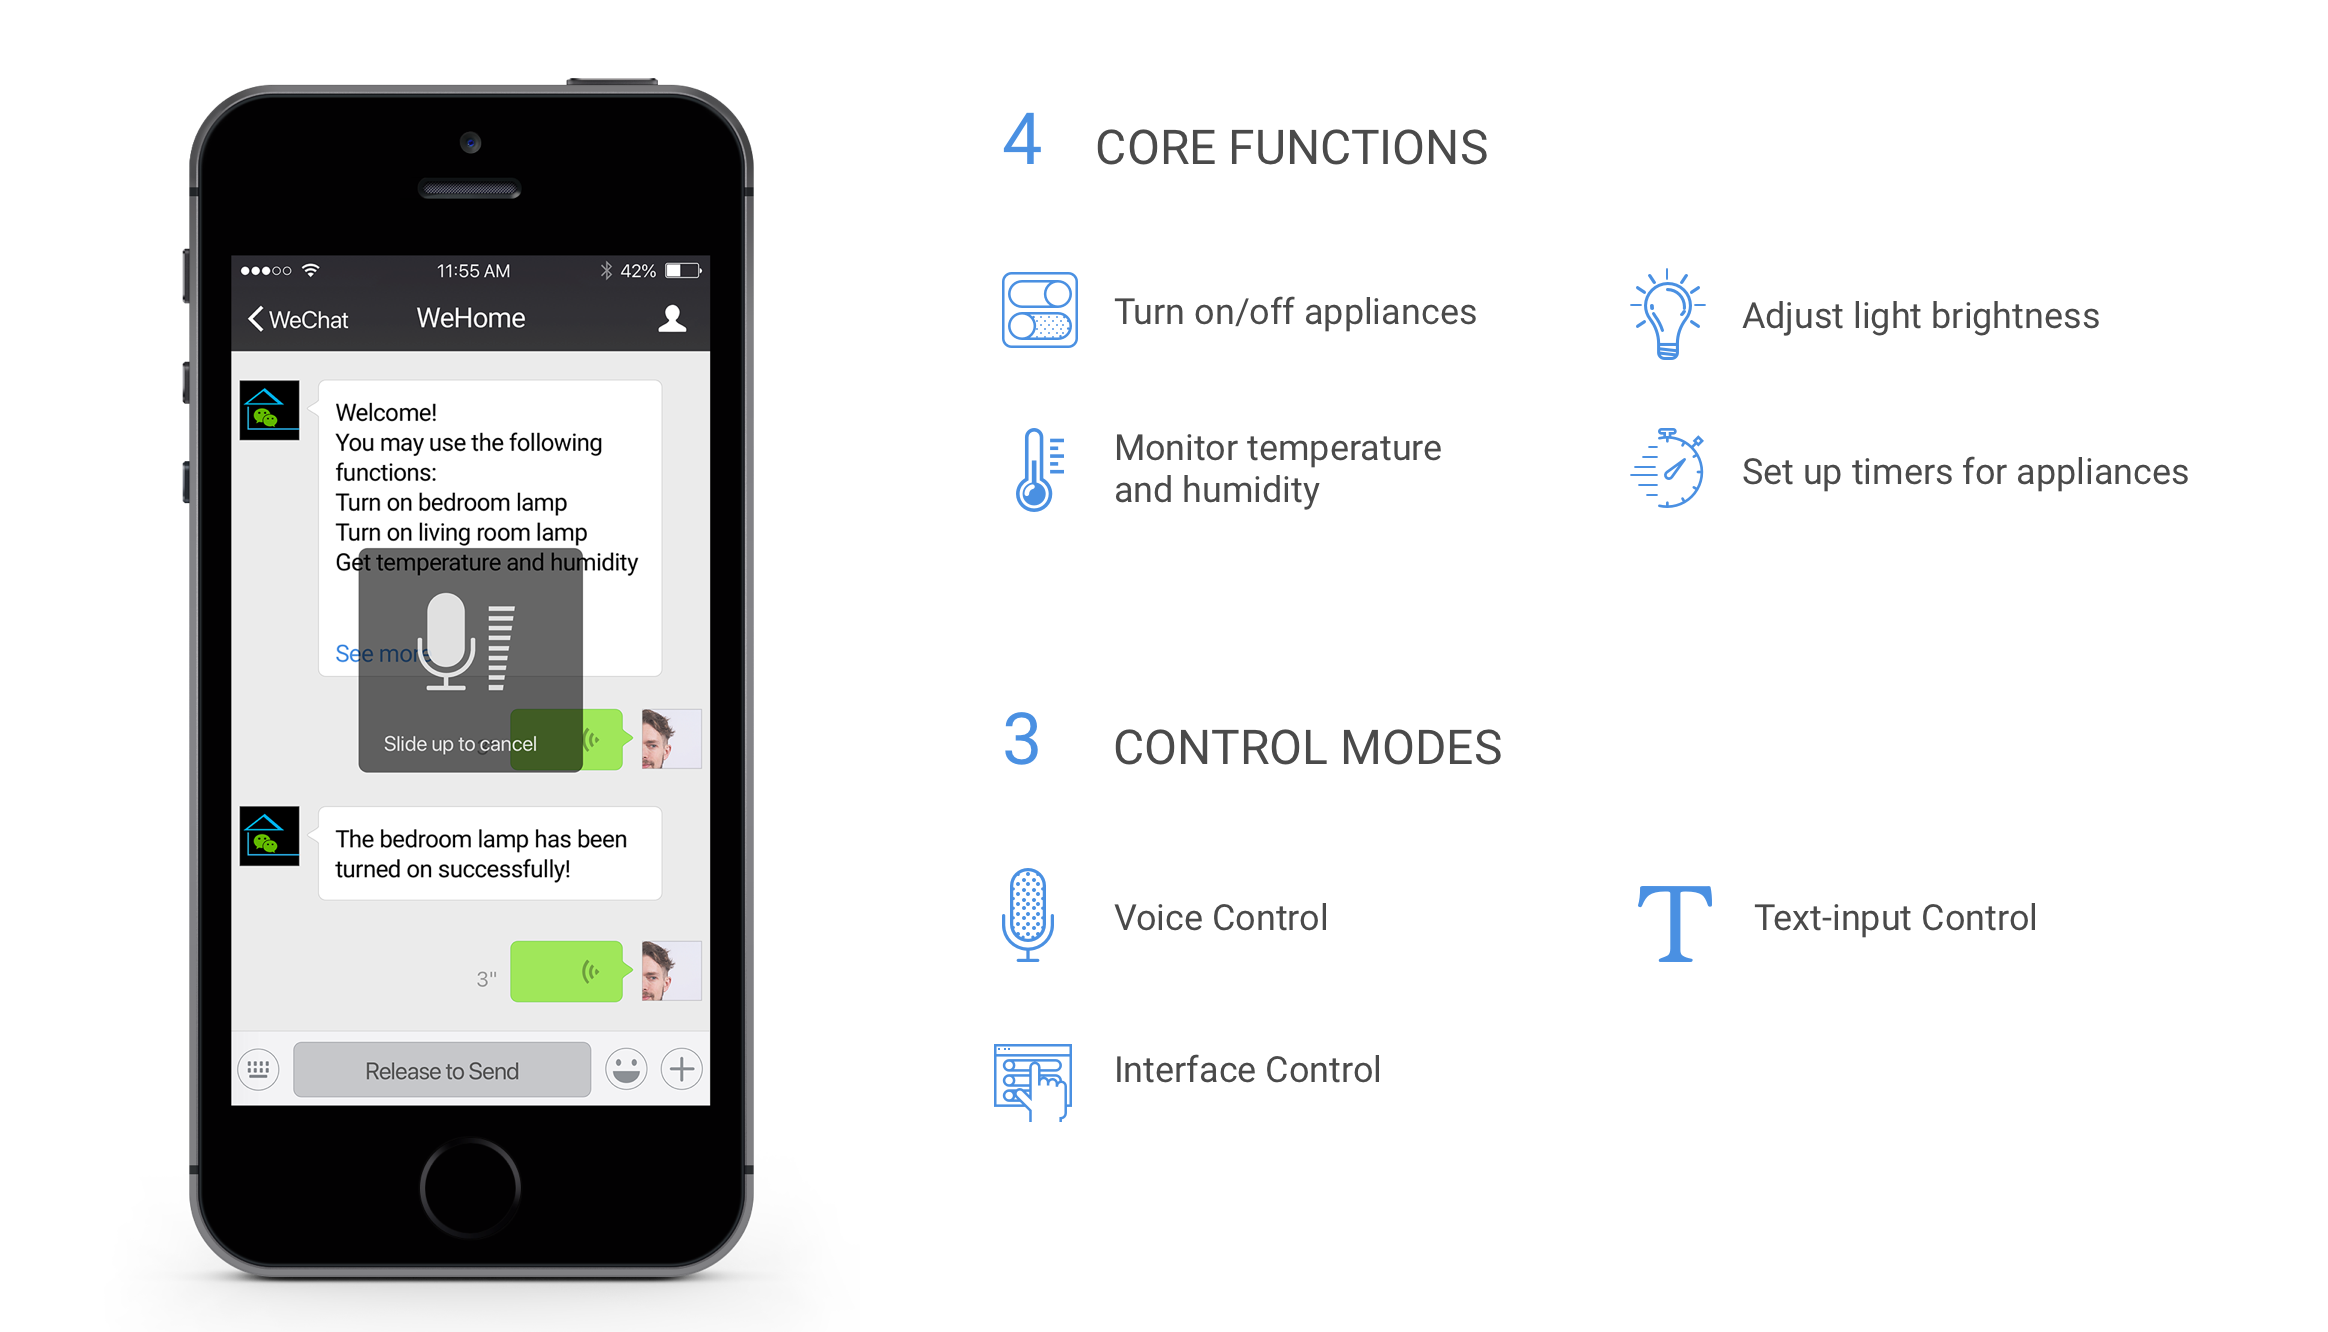 11:55 AM
42%
WeChat
WeHome
Welcome!
You may use the following
functions:
Turn on bedroom lamp
Turn on living room lamp
Get temperature and humidity
See more
Slide up to cancel
The bedroom lamp has been
turned on successfully!
3"
Release to Send
4 CORE FUNCTIONS
Turn on/off appliances
Adjust light brightness
Monitor temperature
and humidity
Set up timers for appliances
3 CONTROL MODES
Voice Control
T Text-input Control
Interface Control